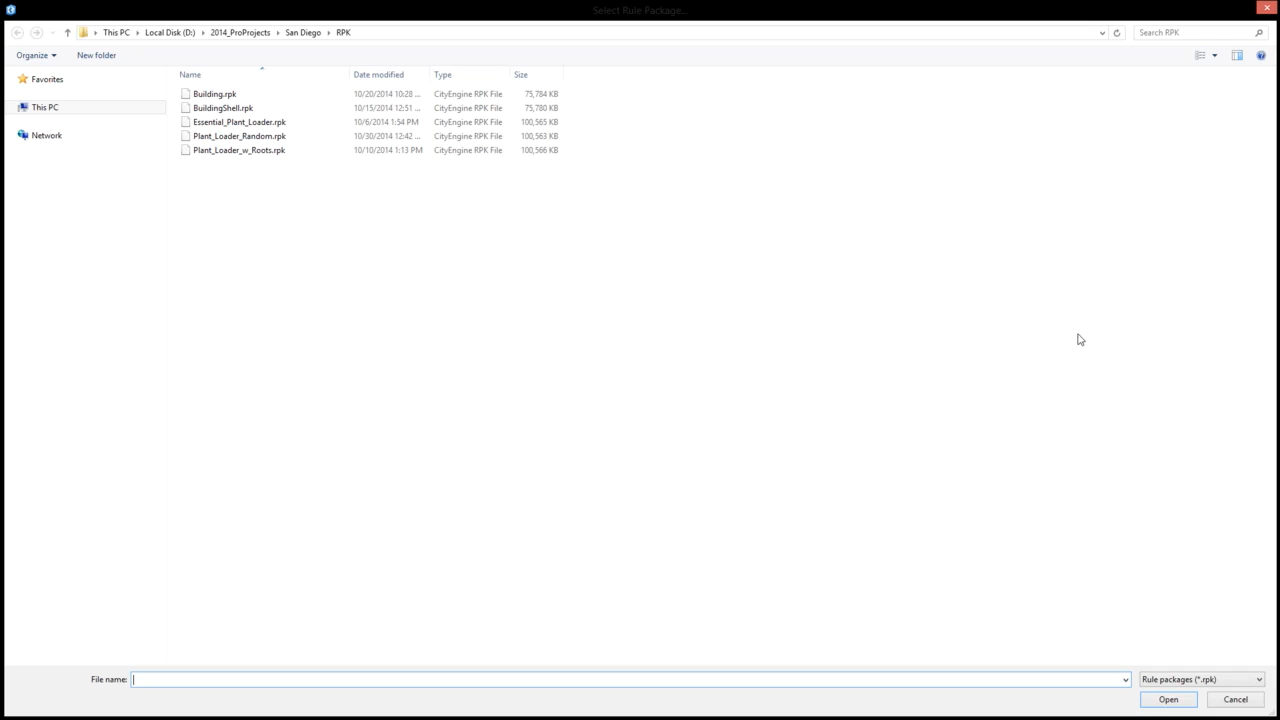 Select Rule Package...
This PC Local Disk (D:) 2014_ProProjects San Diego RPK Search RPK
Organize New folder
Favorites
This PC
Network
Name Date modified Type Size
Building.rpk 10/20/2014 10:28 ... CityEngine RPK File 75,784 KB
BuildingShell.rpk 10/15/2014 12:51 ... CityEngine RPK File 75,780 KB
Essential_Plant_Loader.rpk 10/6/2014 1:54 PM CityEngine RPK File 100,565 KB
Plant_Loader_Random.rpk 10/30/2014 12:42 ... CityEngine RPK File 100,563 KB
Plant_Loader_w_Roots.rpk 10/10/2014 1:13 PM CityEngine RPK File 100,566 KB
File name: Rule packages (*.rpk)
Open Cancel